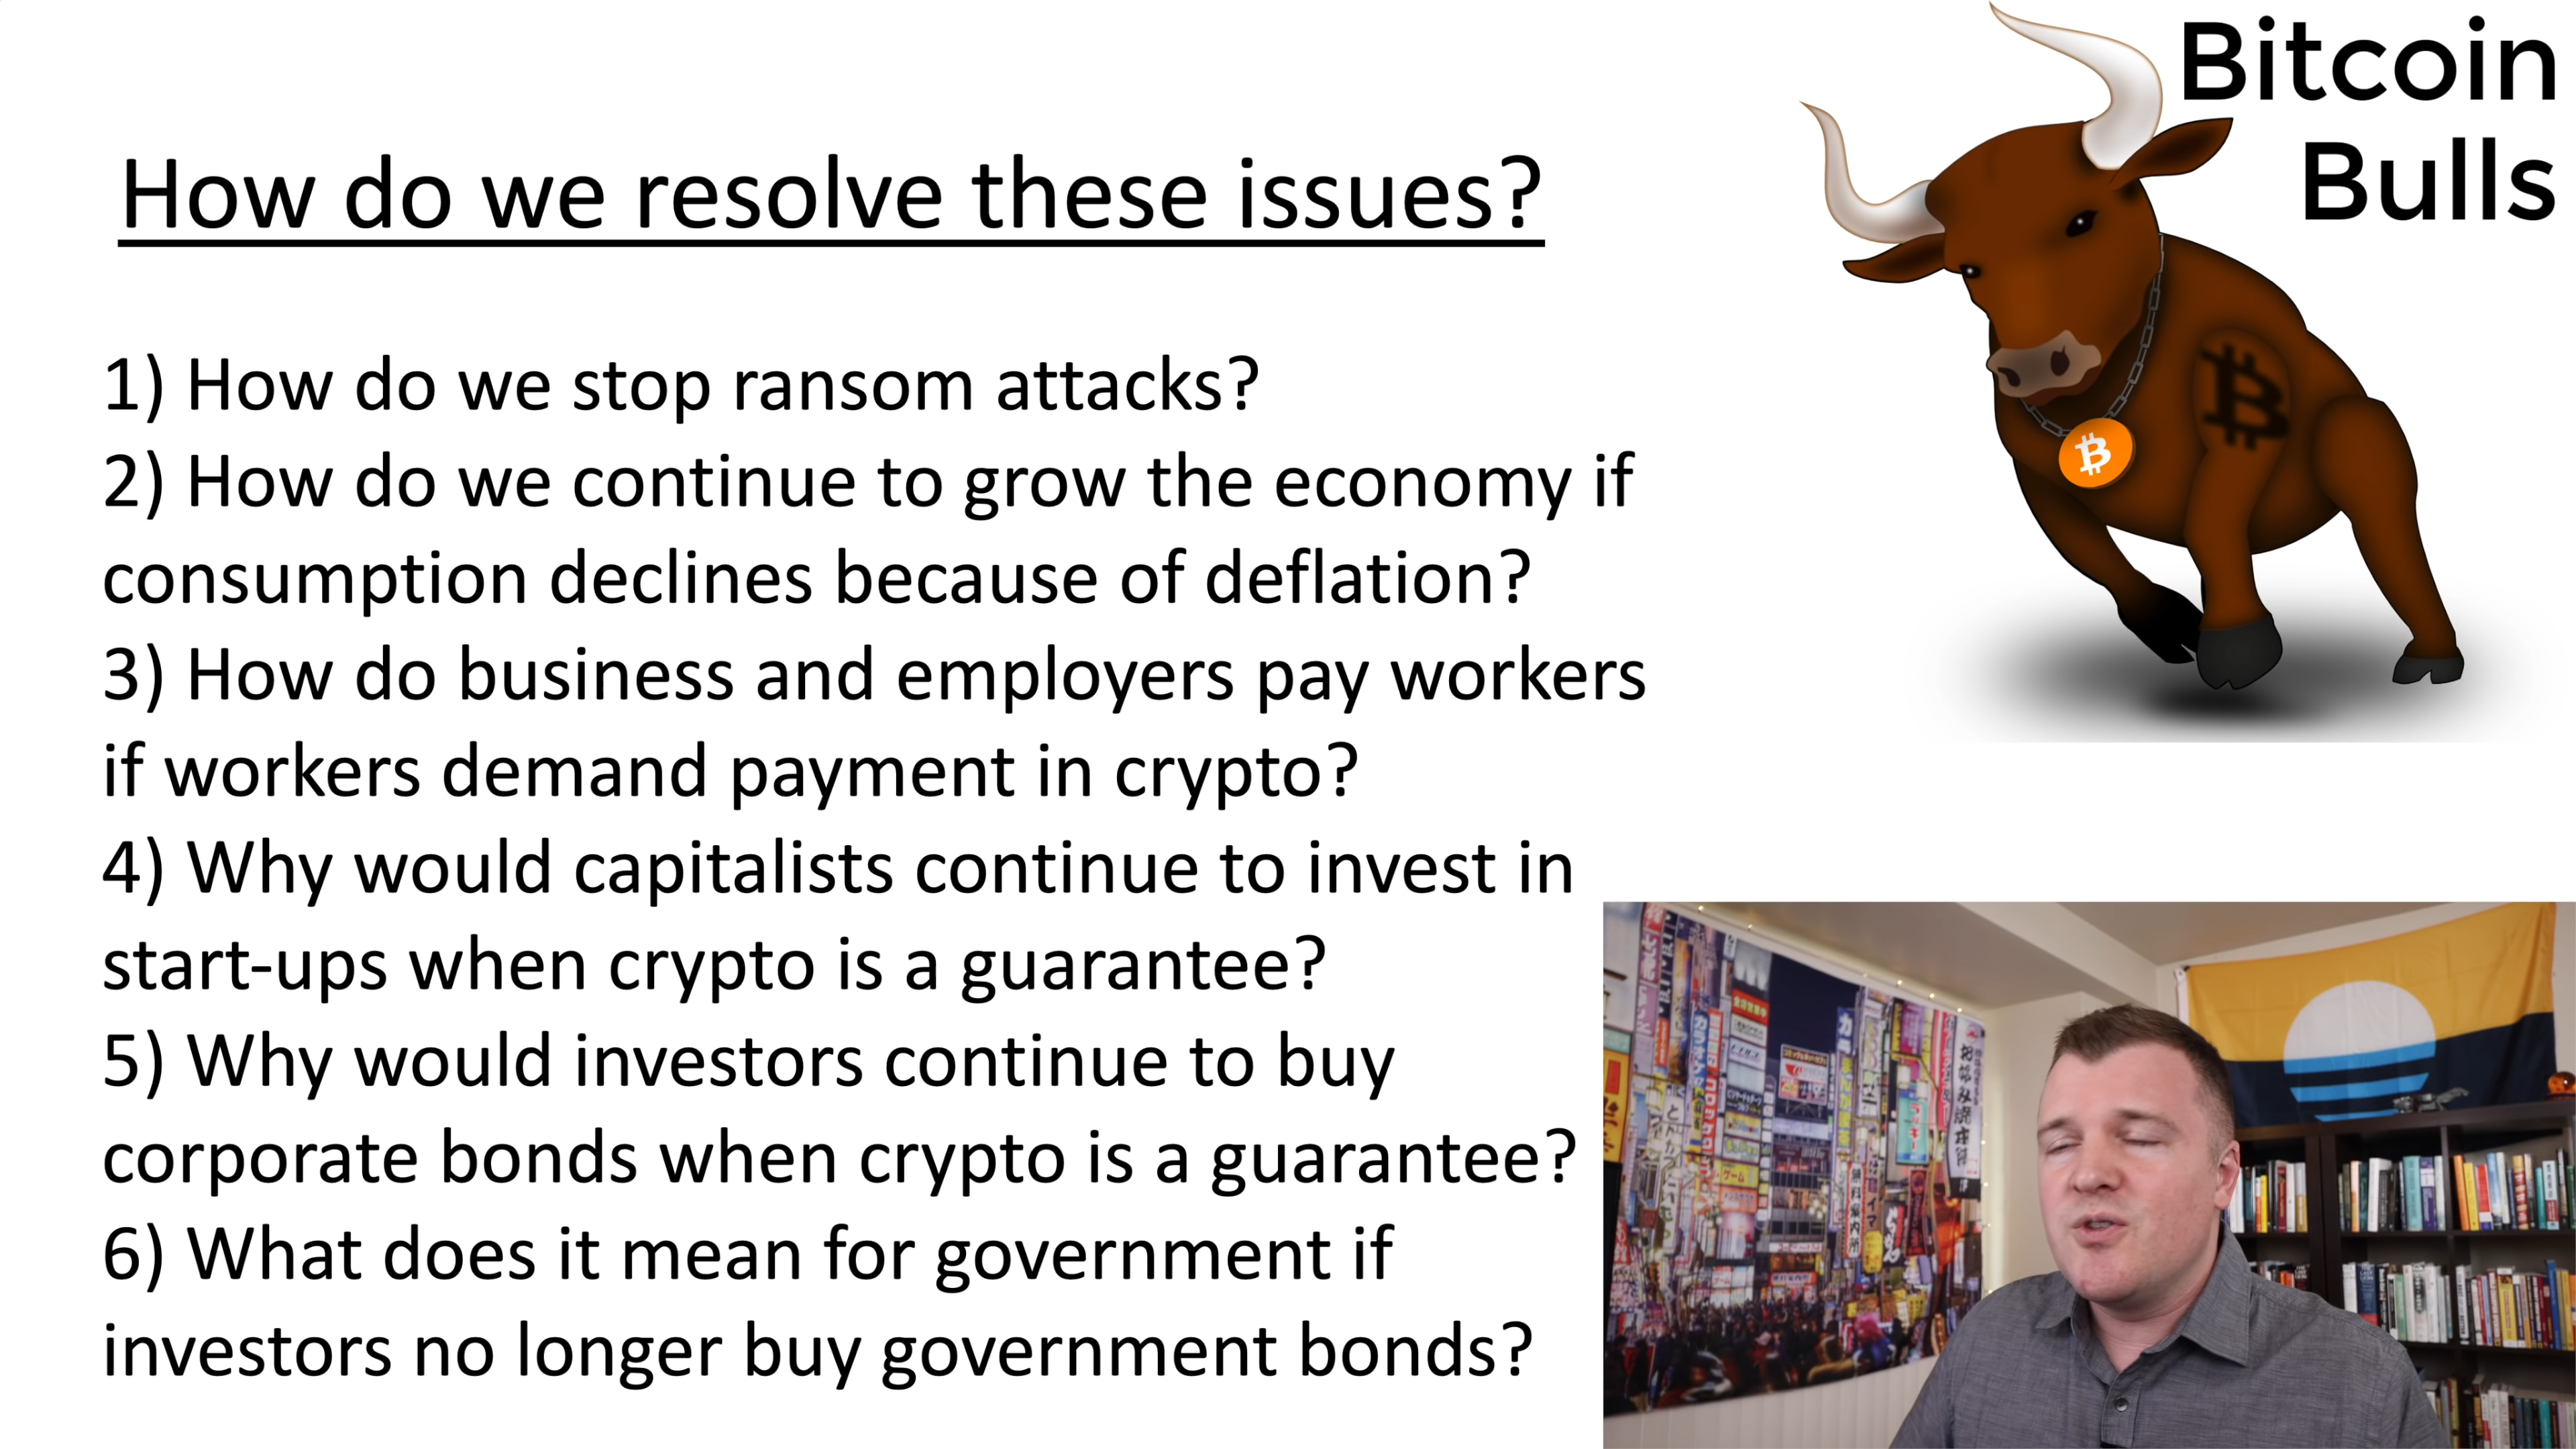 Bitcoin
Bulls
How do we resolve these issues?
1) How do we stop ransom attacks?
2) How do we continue to grow the economy if
consumption declines because of deflation?
3) How do business and employers pay workers
if workers demand payment in crypto?
4) Why would capitalists continue to invest in
start-ups when crypto is a guarantee?
5) Why would investors continue to buy
corporate bonds when crypto is a guarantee?
6) What does it mean for government if
investors no longer buy government bonds?